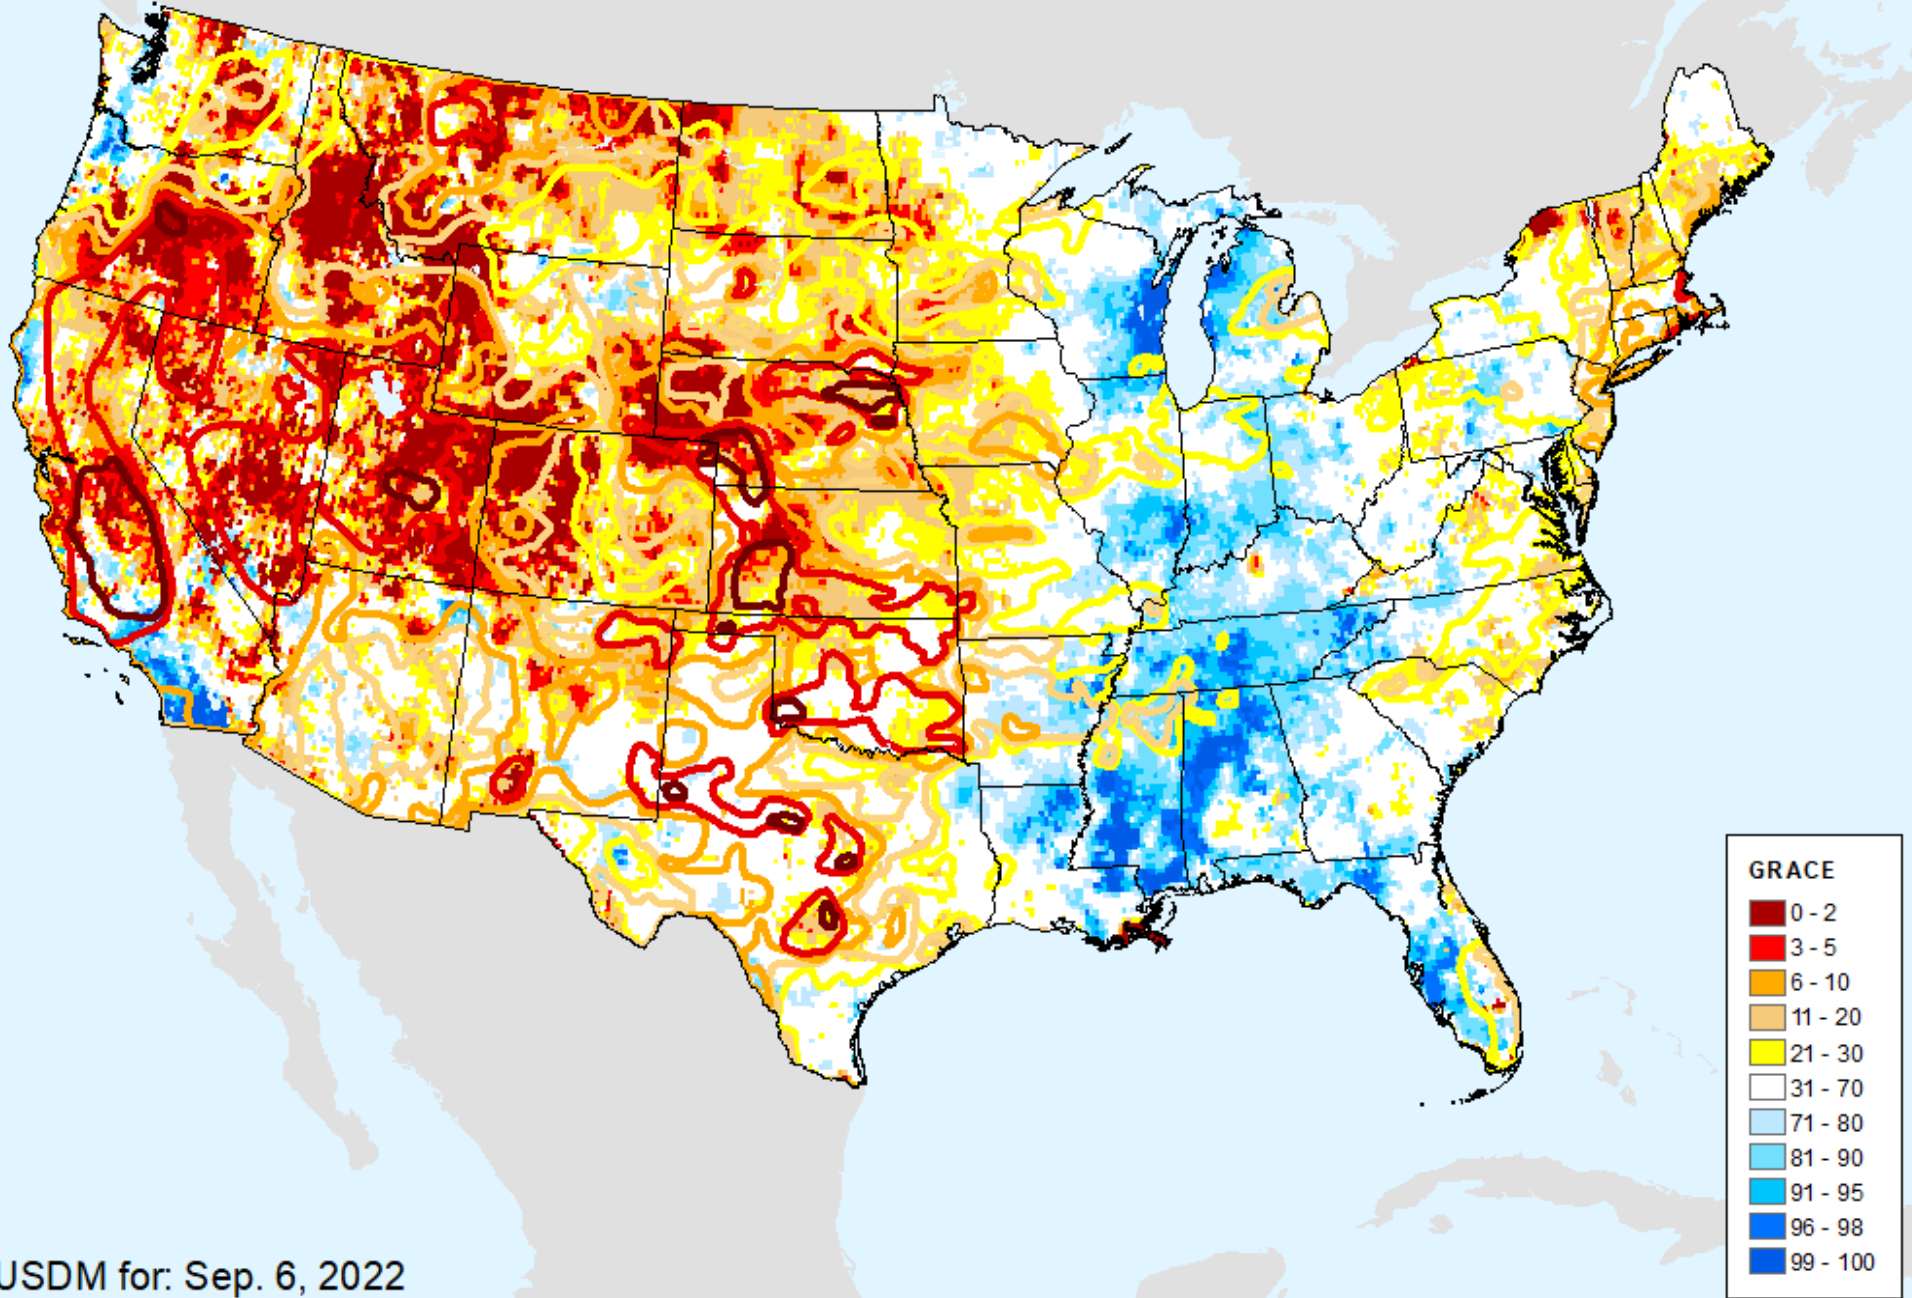 GRACE
0 - 2
3 - 5
6 - 10
11 - 20
21 - 30
31 - 70
71 - 80
81 - 90
91 - 95
96 - 98
99 - 100
USDM for: Sep. 6, 2022